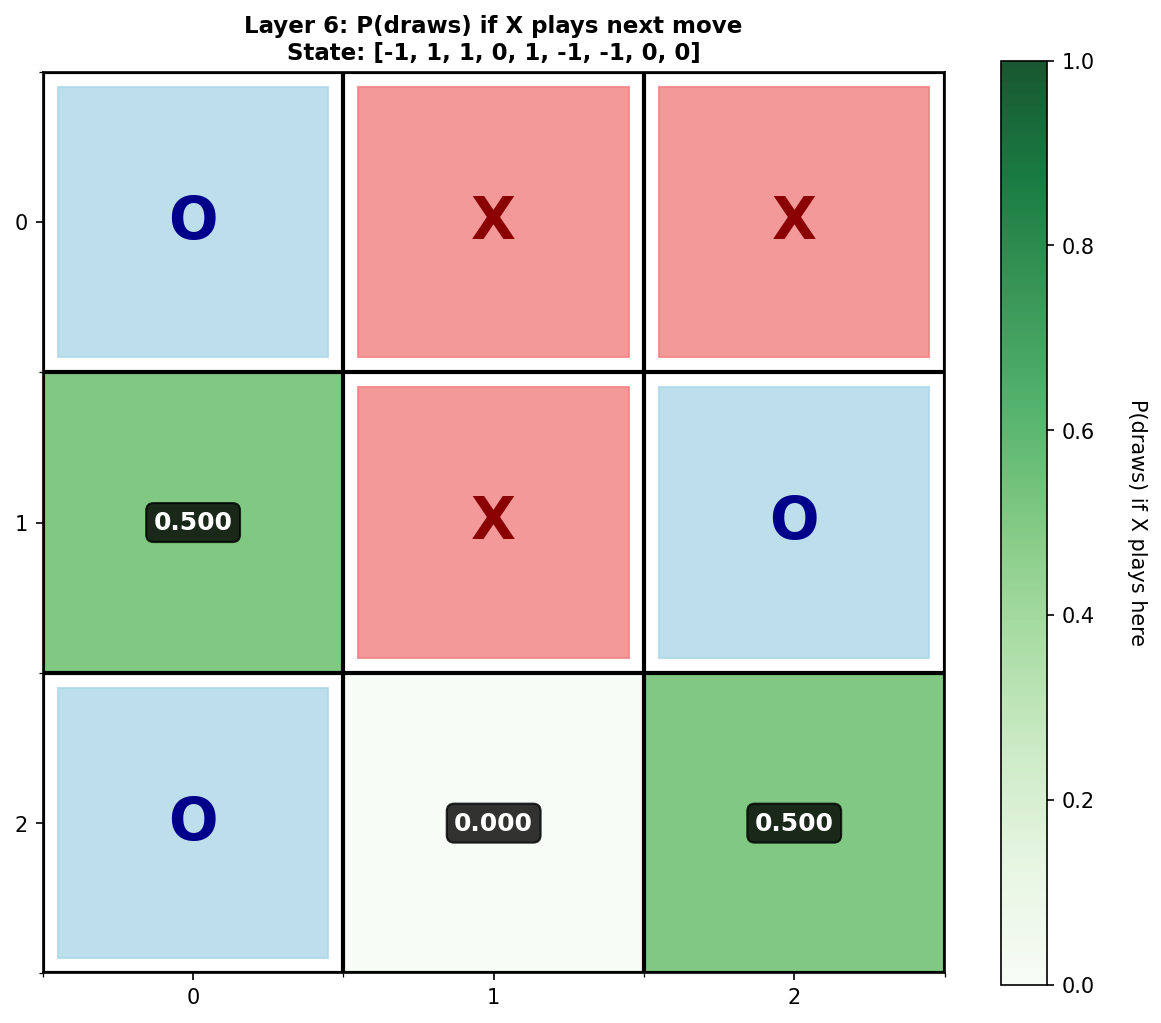 Layer 6: P(draws) if X plays next move
State: [-1, 1, 1, 0, 1, -1, -1, 0, 0]
O X X
0.500 X O
O 0.000 0.500
0
1
2
0 1 2
1.0
0.8
0.6
0.4
0.2
0.0
P(draws) if X plays here